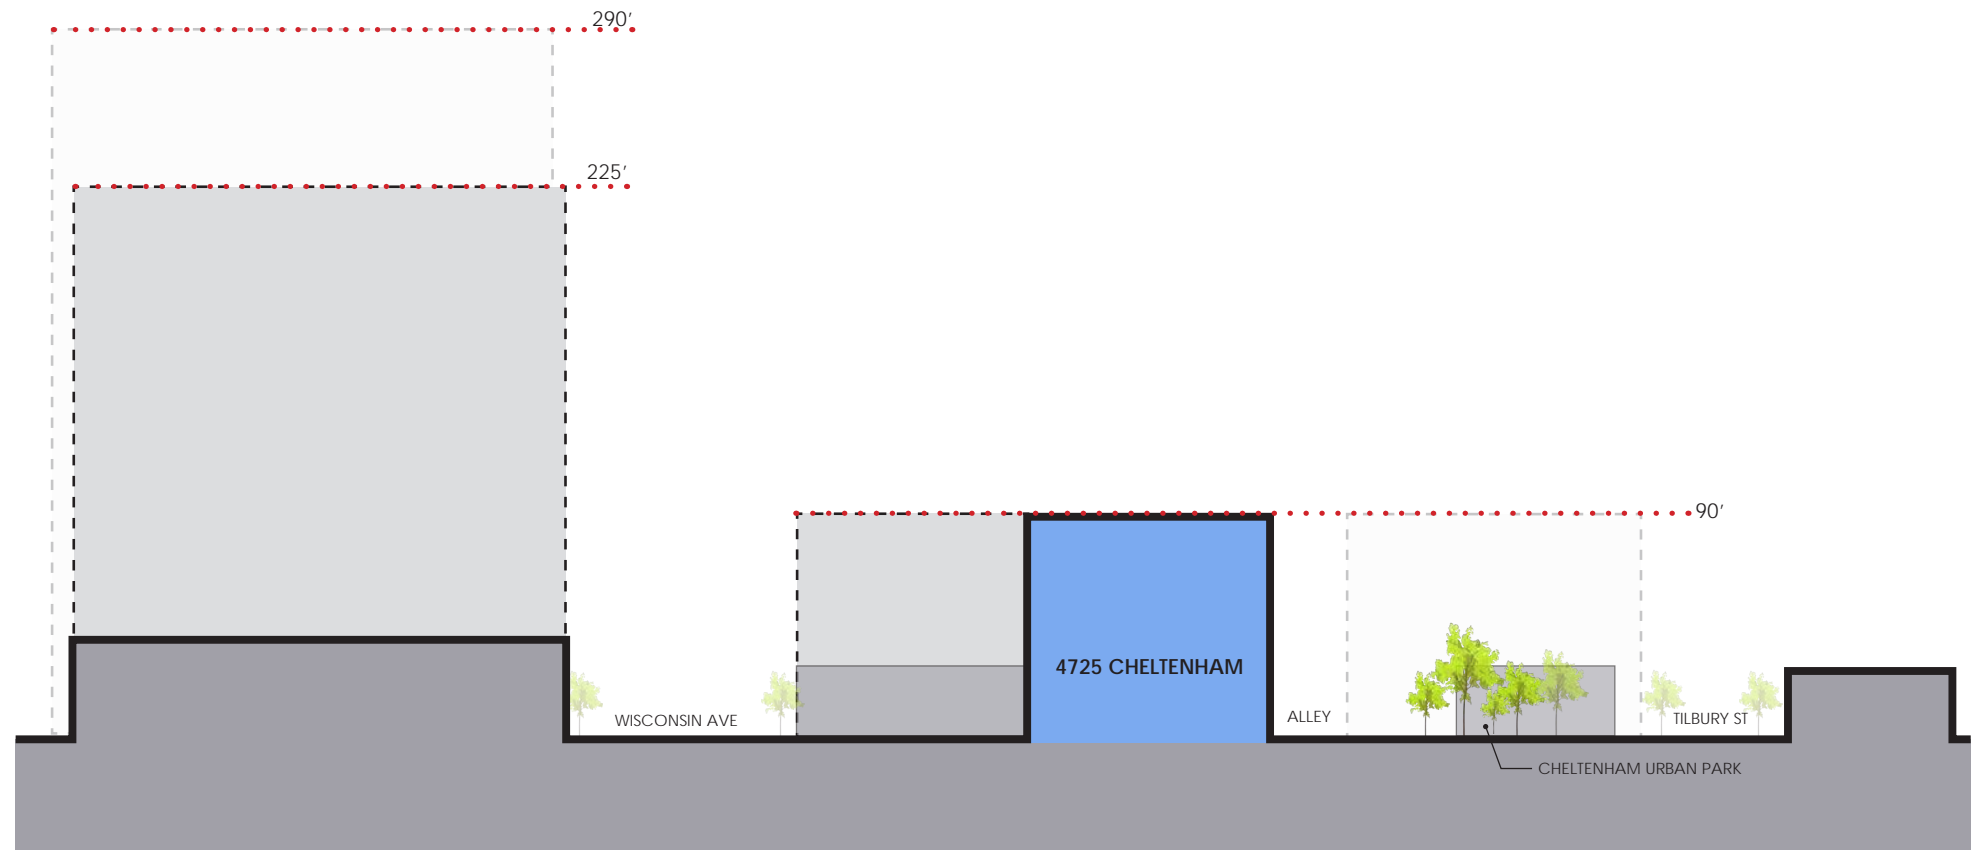 290’
225’
90’
4725 CHELTENHAM
WISCONSIN AVE
ALLEY
TILBURY ST
CHELTENHAM URBAN PARK